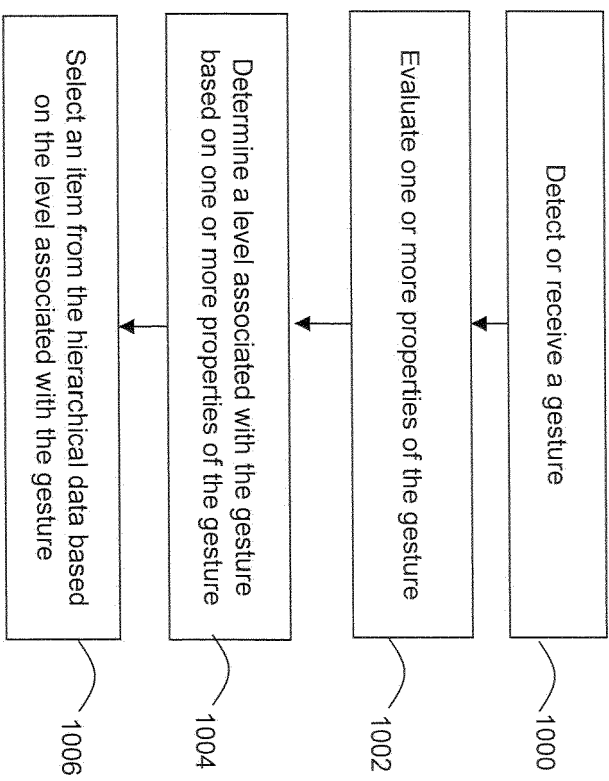 Detect or receive a gesture
1000
Evaluate one or more properties of the gesture
1002
Determine a level associated with the gesture
based on one or more properties of the gesture
1004
Select an item from the hierarchical data based
on the level associated with the gesture
1006